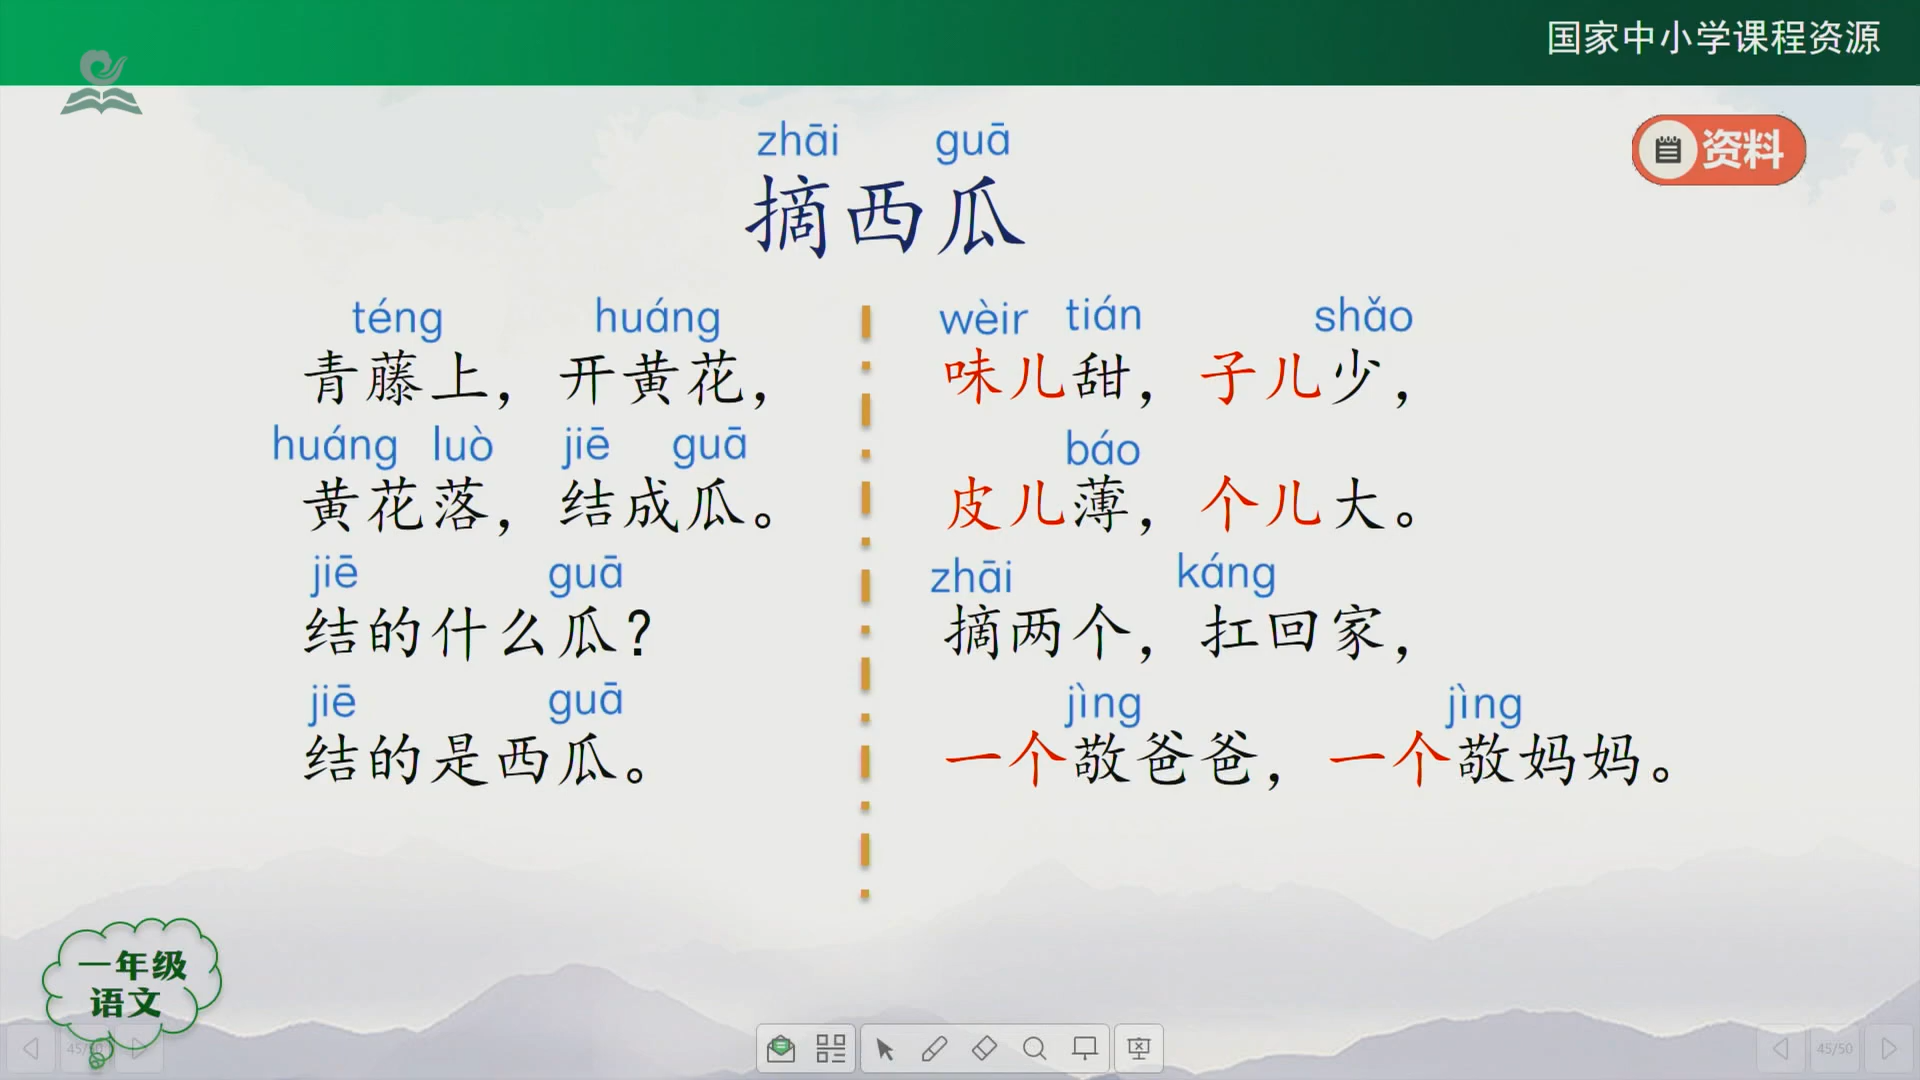 国家中小学课程资源
资料
zhāi guā
摘西瓜
téng huáng
青藤上，开黄花，
huáng luò jiē guā
黄花落，结成瓜。
jiē guā
结的什么瓜？
jiē guā
结的是西瓜。
wèir tián shǎo
味儿甜，子儿少，
báo
皮儿薄，个儿大。
zhāi káng
摘两个，扛回家，
jìng jìng
一个敬爸爸，一个敬妈妈。
一年级
语文
45/50
45/50